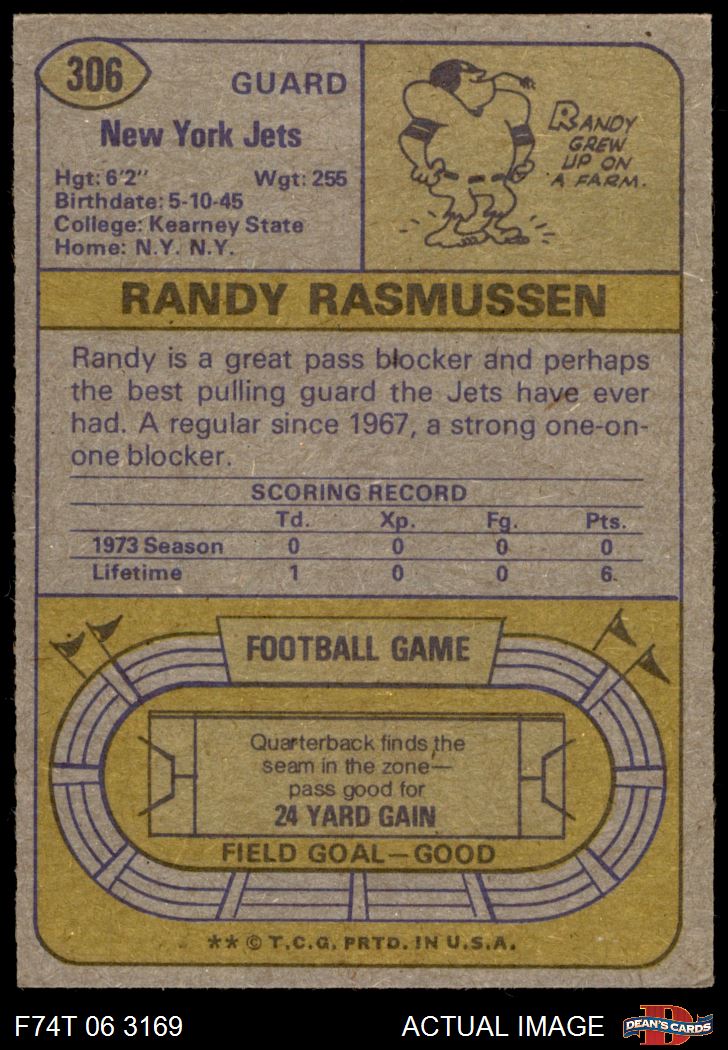 306
GUARD
New York Jets
Hgt: 6'2" Wgt: 255
Birthdate: 5-10-45
College: Kearney State
Home: N.Y. N.Y.
RANDY
GREW
UP ON
A FARM.
RANDY RASMUSSEN
Randy is a great pass blocker and perhaps
the best pulling guard the Jets have ever
had. A regular since 1967, a strong one-on-
one blocker.
SCORING RECORD
Td. Xp. Fg. Pts.
1973 Season 0 0 0 0
Lifetime 1 0 0 6.
FOOTBALL GAME
Quarterback finds the
seam in the zone—
pass good for
24 YARD GAIN
FIELD GOAL—GOOD
** © T.C.G. PRTD. IN U.S.A.
F74T 06 3169 ACTUAL IMAGE DEAN'S CARDS